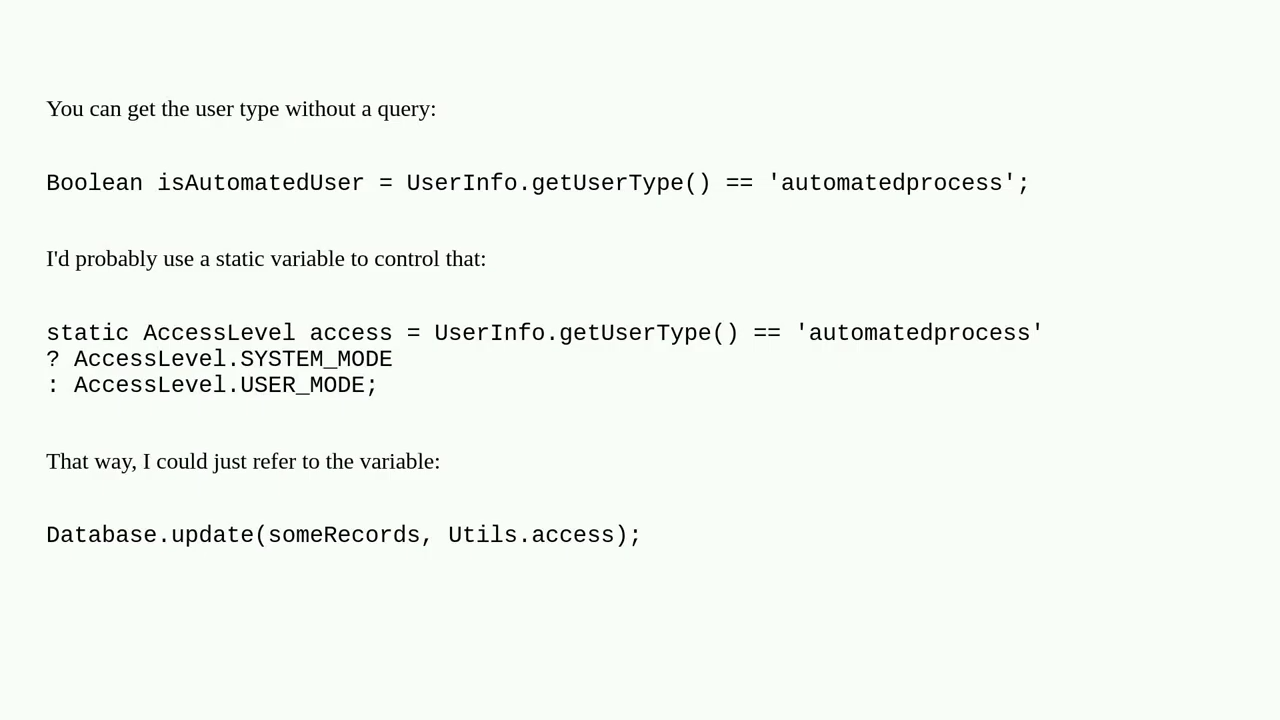 You can get the user type without a query:
Boolean isAutomatedUser = UserInfo.getUserType() == 'automatedprocess';
I'd probably use a static variable to control that:
static AccessLevel access = UserInfo.getUserType() == 'automatedprocess'
? AccessLevel.SYSTEM_MODE
: AccessLevel.USER_MODE;
That way, I could just refer to the variable:
Database.update(someRecords, Utils.access);